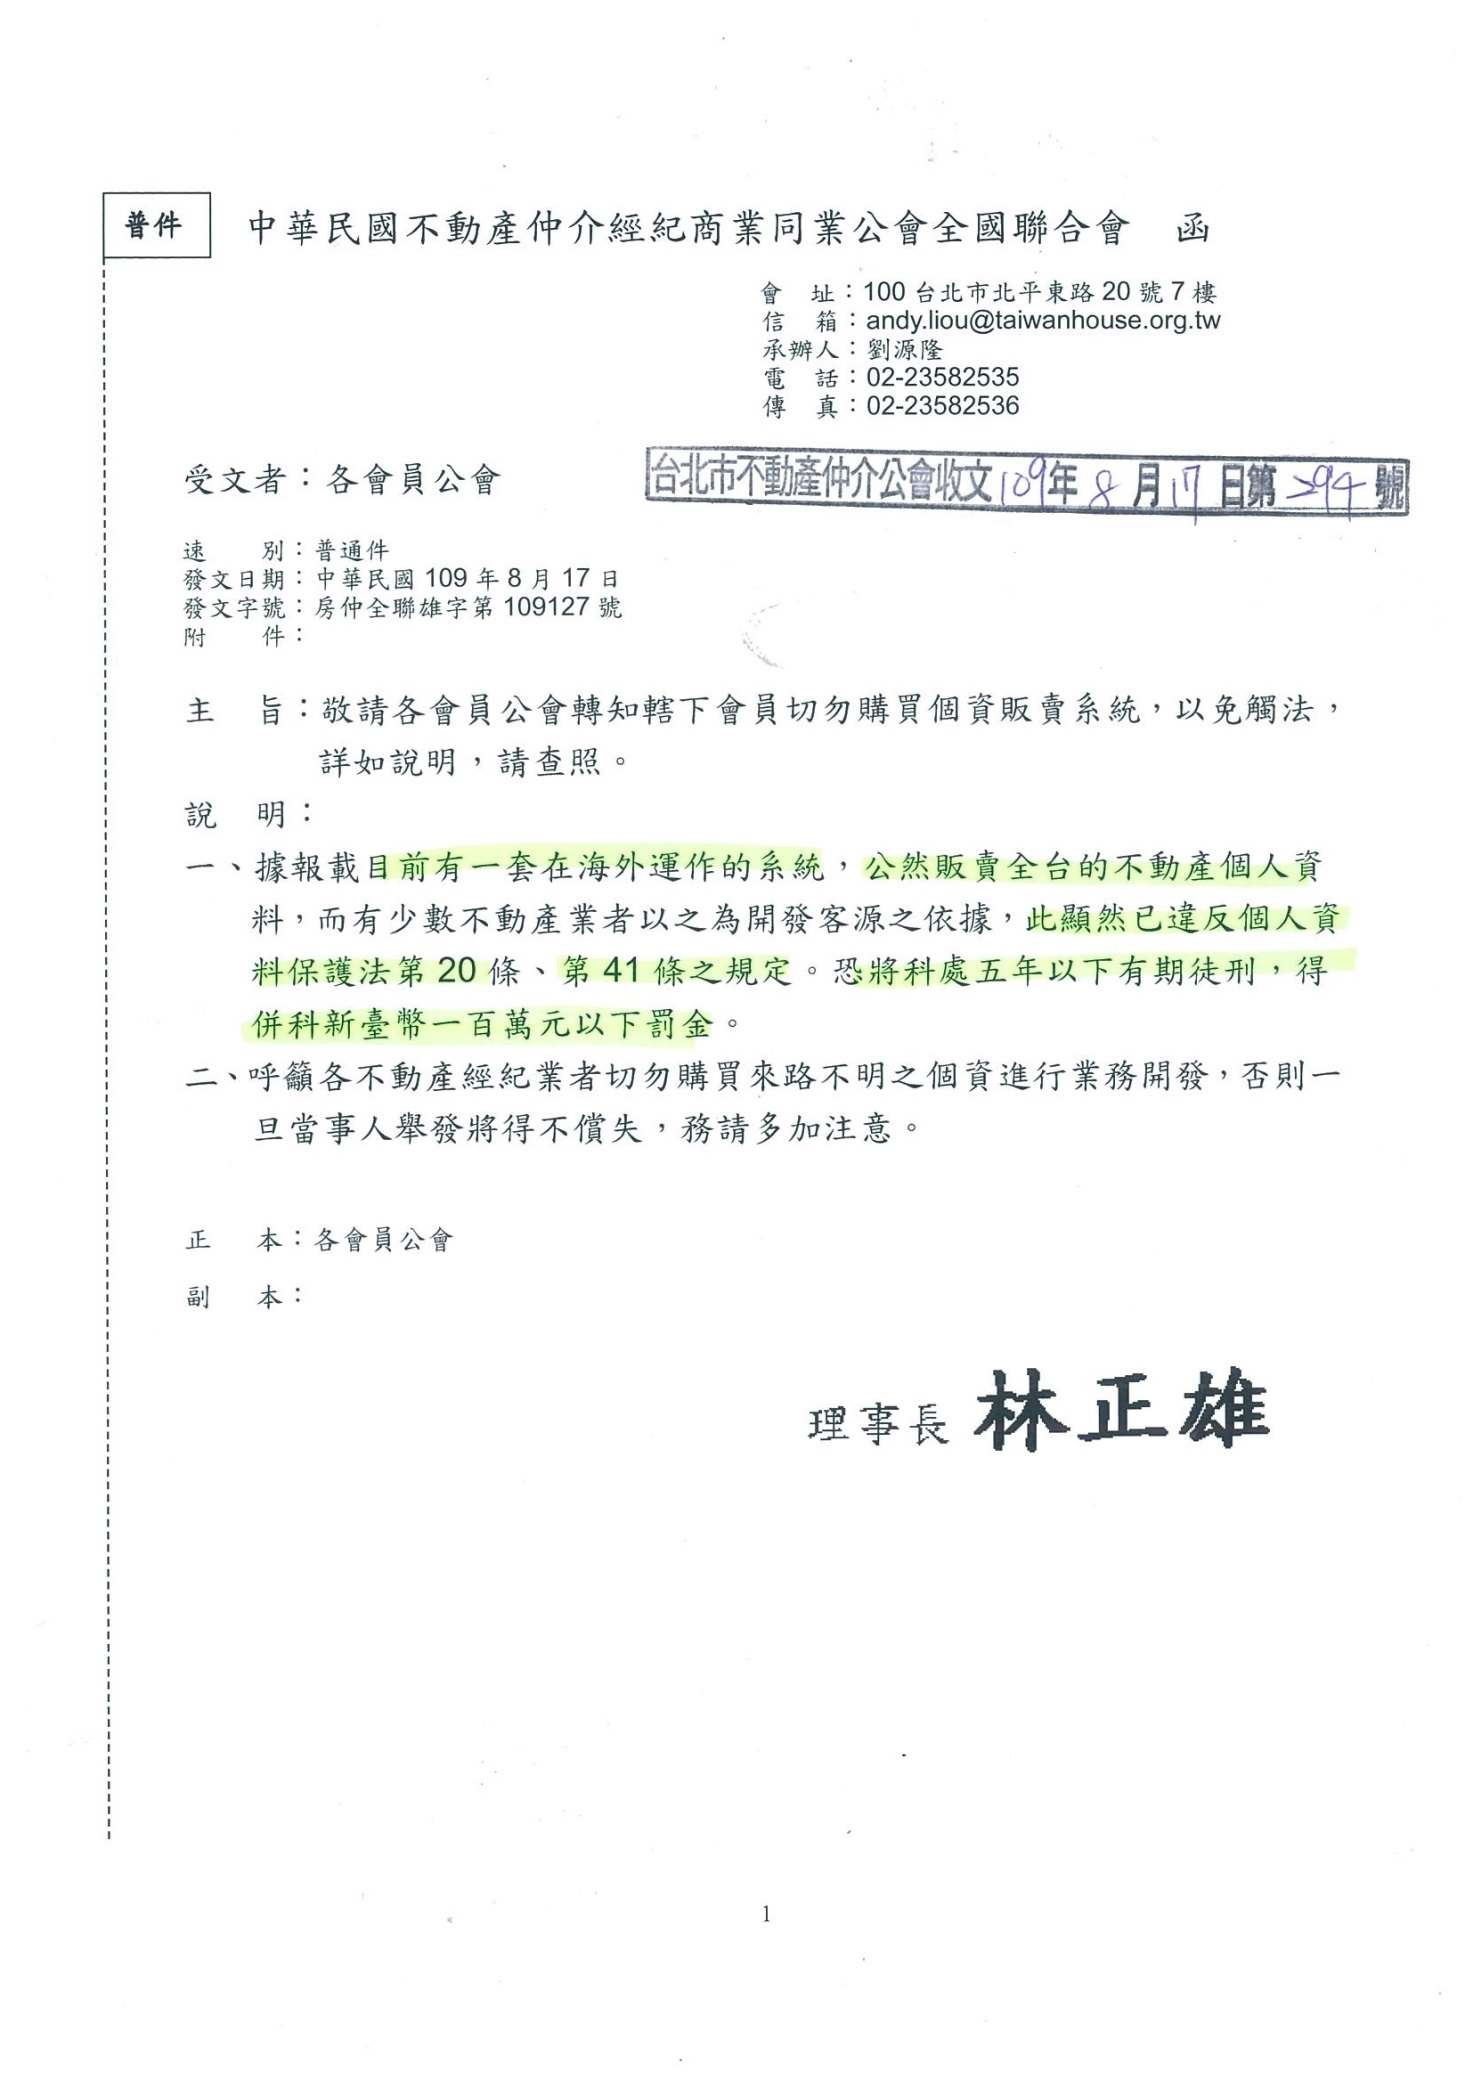 普件
中華民國不動產仲介經紀商業同業公會全國聯合會 函
會 址：100 台北市北平東路 20 號 7 樓
信 箱：andy.liou@taiwanhouse.org.tw
承辦人：劉源隆
電 話：02-23582535
傳 真：02-23582536
受文者：各會員公會
台北市不動產仲介公會收文109年8月17日第294號
速 別：普通件
發文日期：中華民國 109 年 8 月 17 日
發文字號：房仲全聯雄字第 109127 號
附 件：
主 旨：敬請各會員公會轉知轄下會員切勿購買個資販賣系統，以免觸法，
詳如說明，請查照。
說 明：
一、據報載目前有一套在海外運作的系統，公然販賣全台的不動產個人資
料，而有少數不動產業者以之為開發客源之依據，此顯然已違反個人資
料保護法第 20 條、第 41 條之規定。恐將科處五年以下有期徒刑，得
併科新臺幣一百萬元以下罰金。
二、呼籲各不動產經紀業者切勿購買來路不明之個資進行業務開發，否則一
旦當事人舉發將得不償失，務請多加注意。
正 本：各會員公會
副 本：
理事長 林正雄
1